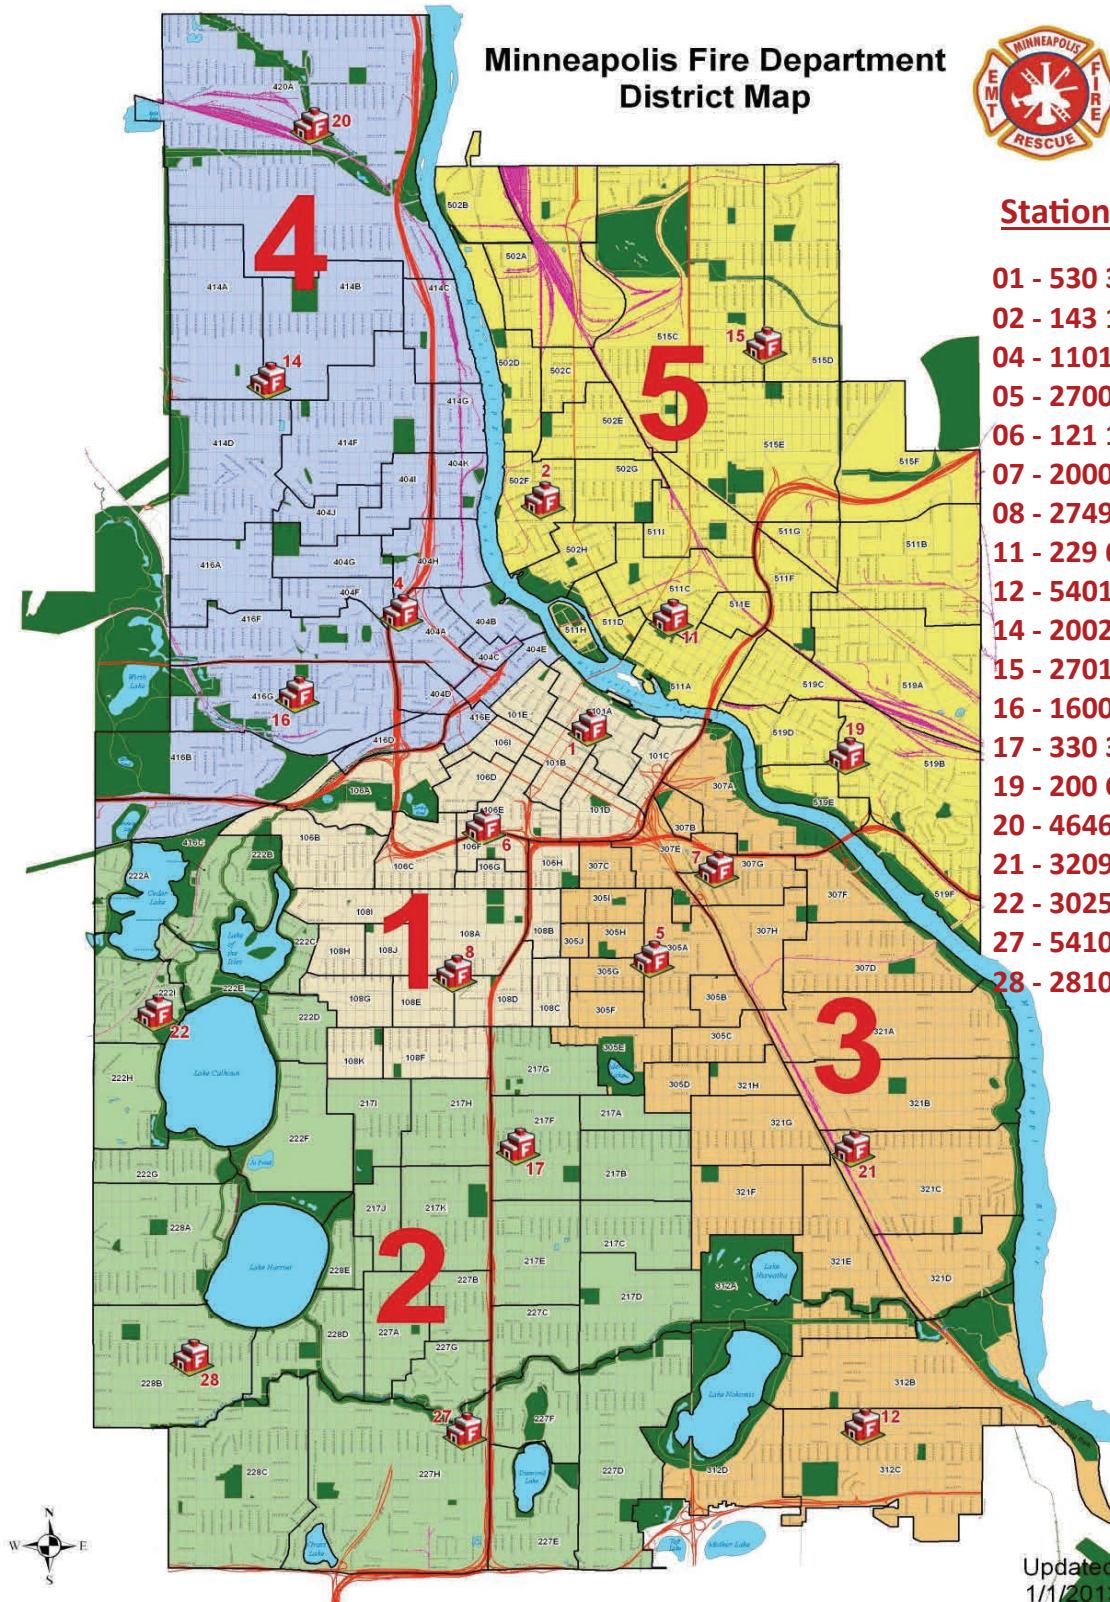 Minneapolis Fire Department
District Map
MINNEAPOLIS
EMT
FIRE
RESCUE
Station
01 - 530 3
02 - 143 1
04 - 1101
05 - 2700
06 - 121 1
07 - 2000
08 - 2749
11 - 229 6
12 - 5401
14 - 2002
15 - 2701
16 - 1600
17 - 330 3
19 - 200
20 - 4646
21 - 3209
22 - 3025
27 - 5410
28 - 2810
420A
20
4
414A
414B
414C
14
414G
414D
414F
404K
404I
404J
404H
416A
404G
404F
4
416F
404A
404B
404C
404E
404D
416G
16
416E
416D
416B
416C
502B
502A
515C
15
515D
502D
502C
5
502E
515E
515F
502G
2
502F
511I
511G
511B
502H
511F
511C
511E
511H
511D
11
511A
519C
519A
519D
19
519B
519E
519F
101A
101E
1
106I
101B
101C
106D
106A
106E
101D
6
106B
106F
106C
106G
106H
1
108I
108A
108B
108H
108J
8
108G
108E
108D
108C
108K
108F
307A
307B
307E
7
307G
307C
307F
305I
305H
305J
5
305A
307H
305G
307D
305B
305F
3
305C
321A
305E
305D
321H
321B
321G
21
321F
321C
321E
321D
312A
312B
12
312C
312D
222A
222B
222C
222I
222E
222D
22
222H
222F
222G
217G
217I
217H
217F
217A
17
217B
217J
217K
228A
2
217E
217C
228E
227B
217D
227C
228D
227A
227G
28
228B
27
227F
228C
227H
227D
227E
Wirth
Lake
Cedar
Lake
Lake
of
the
Isles
Lake Calhoun
Lake Harriet
Lake
Hiawatha
Lake Nokomis
Diamond
Lake
Grass
Lake
Mother Lake
N
W
E
S
Updated